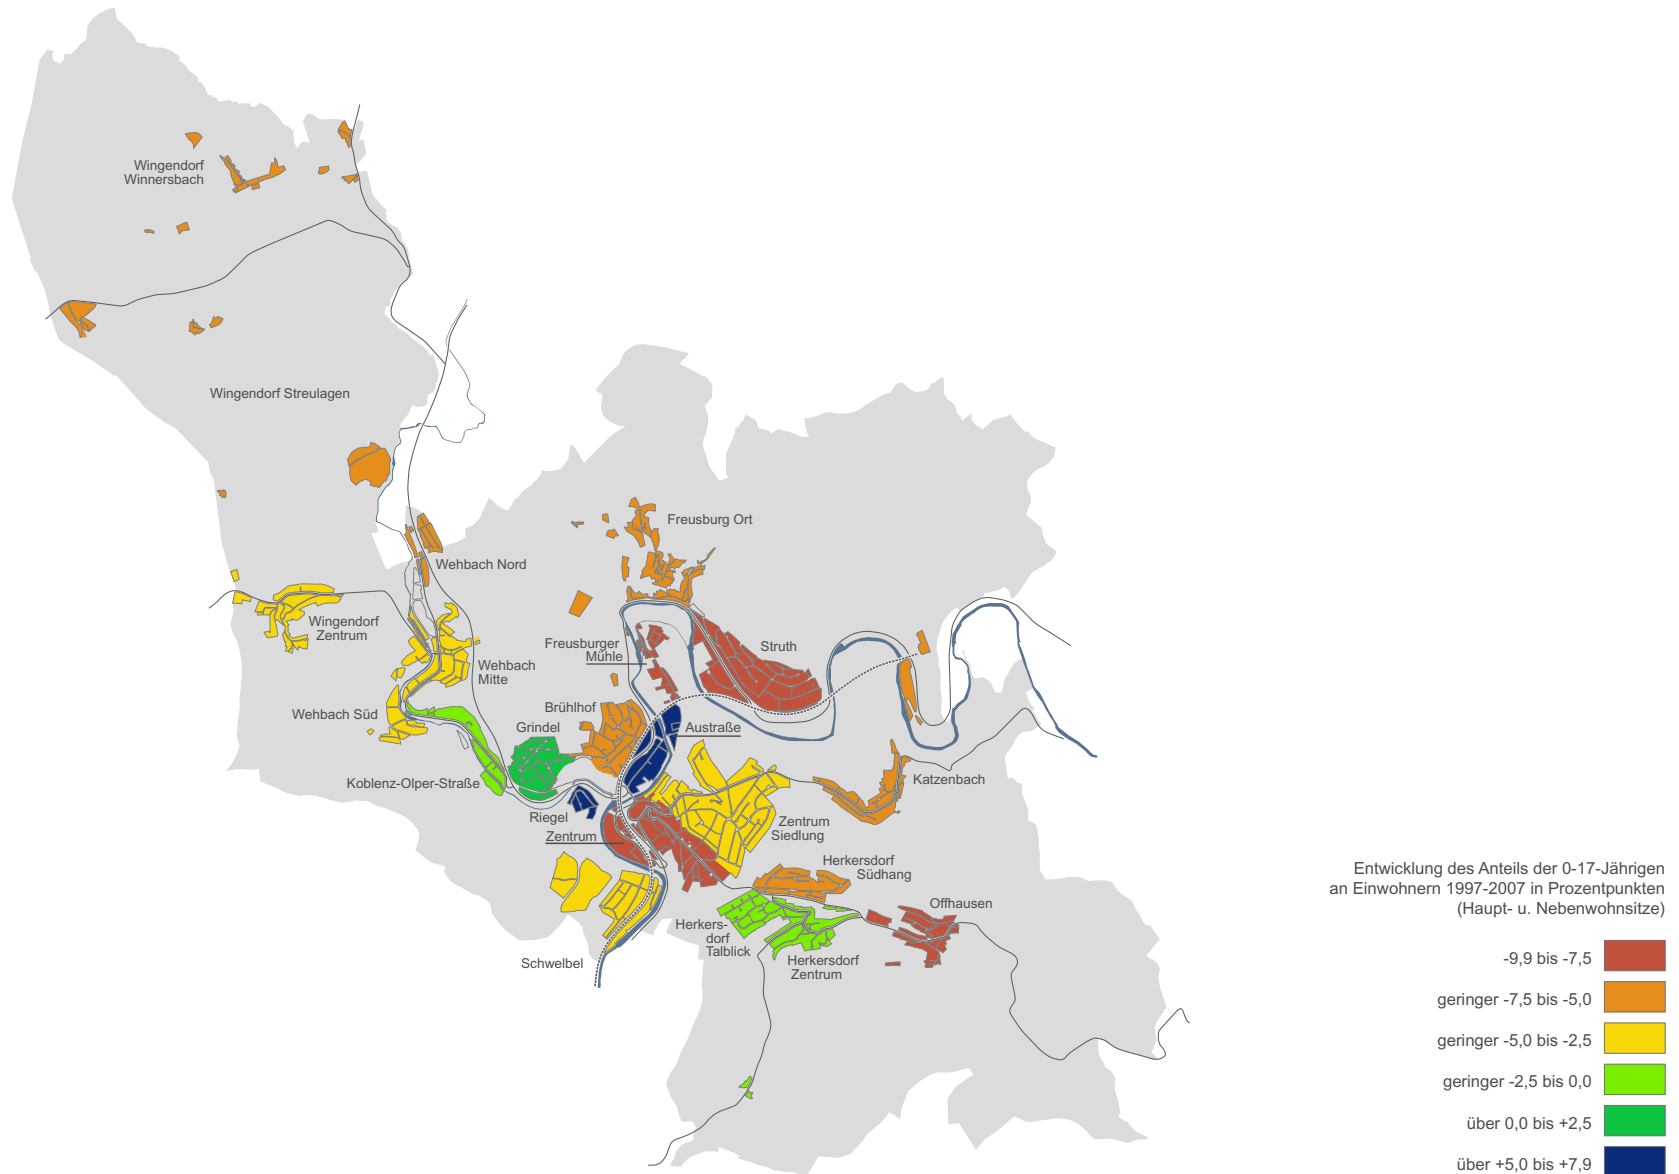 Wingendorf
Winnersbach
Wingendorf Streulagen
Freusburg Ort
Wehbach Nord
Wingendorf
Zentrum
Freusburger
Mühle
Struth
Wehbach
Mitte
Wehbach Süd
Brühlhof
Grindel
Austraße
Koblenz-Olper-Straße
Katzenbach
Riegel
Zentrum
Zentrum
Siedlung
Herkersdorf
Südhang
Offhausen
Herkers-
dorf
Talblick
Herkersdorf
Zentrum
Schwelbel
Entwicklung des Anteils der 0-17-Jährigen
an Einwohnern 1997-2007 in Prozentpunkten
(Haupt- u. Nebenwohnsitze)
-9,9 bis -7,5
geringer -7,5 bis -5,0
geringer -5,0 bis -2,5
geringer -2,5 bis 0,0
über 0,0 bis +2,5
über +5,0 bis +7,9